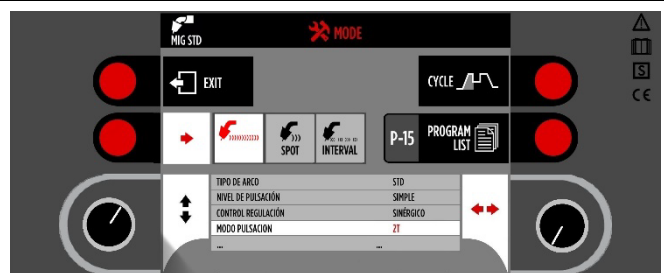 MIG STD
MODE
EXIT
CYCLE
SPOT
INTERVAL
P-15
PROGRAM
LIST
TIPO DE ARCO STD
NIVEL DE PULSACIÓN SIMPLE
CONTROL REGULACIÓN SINÉRGICO
MODO PULSACION 2T
... ...
S
CE